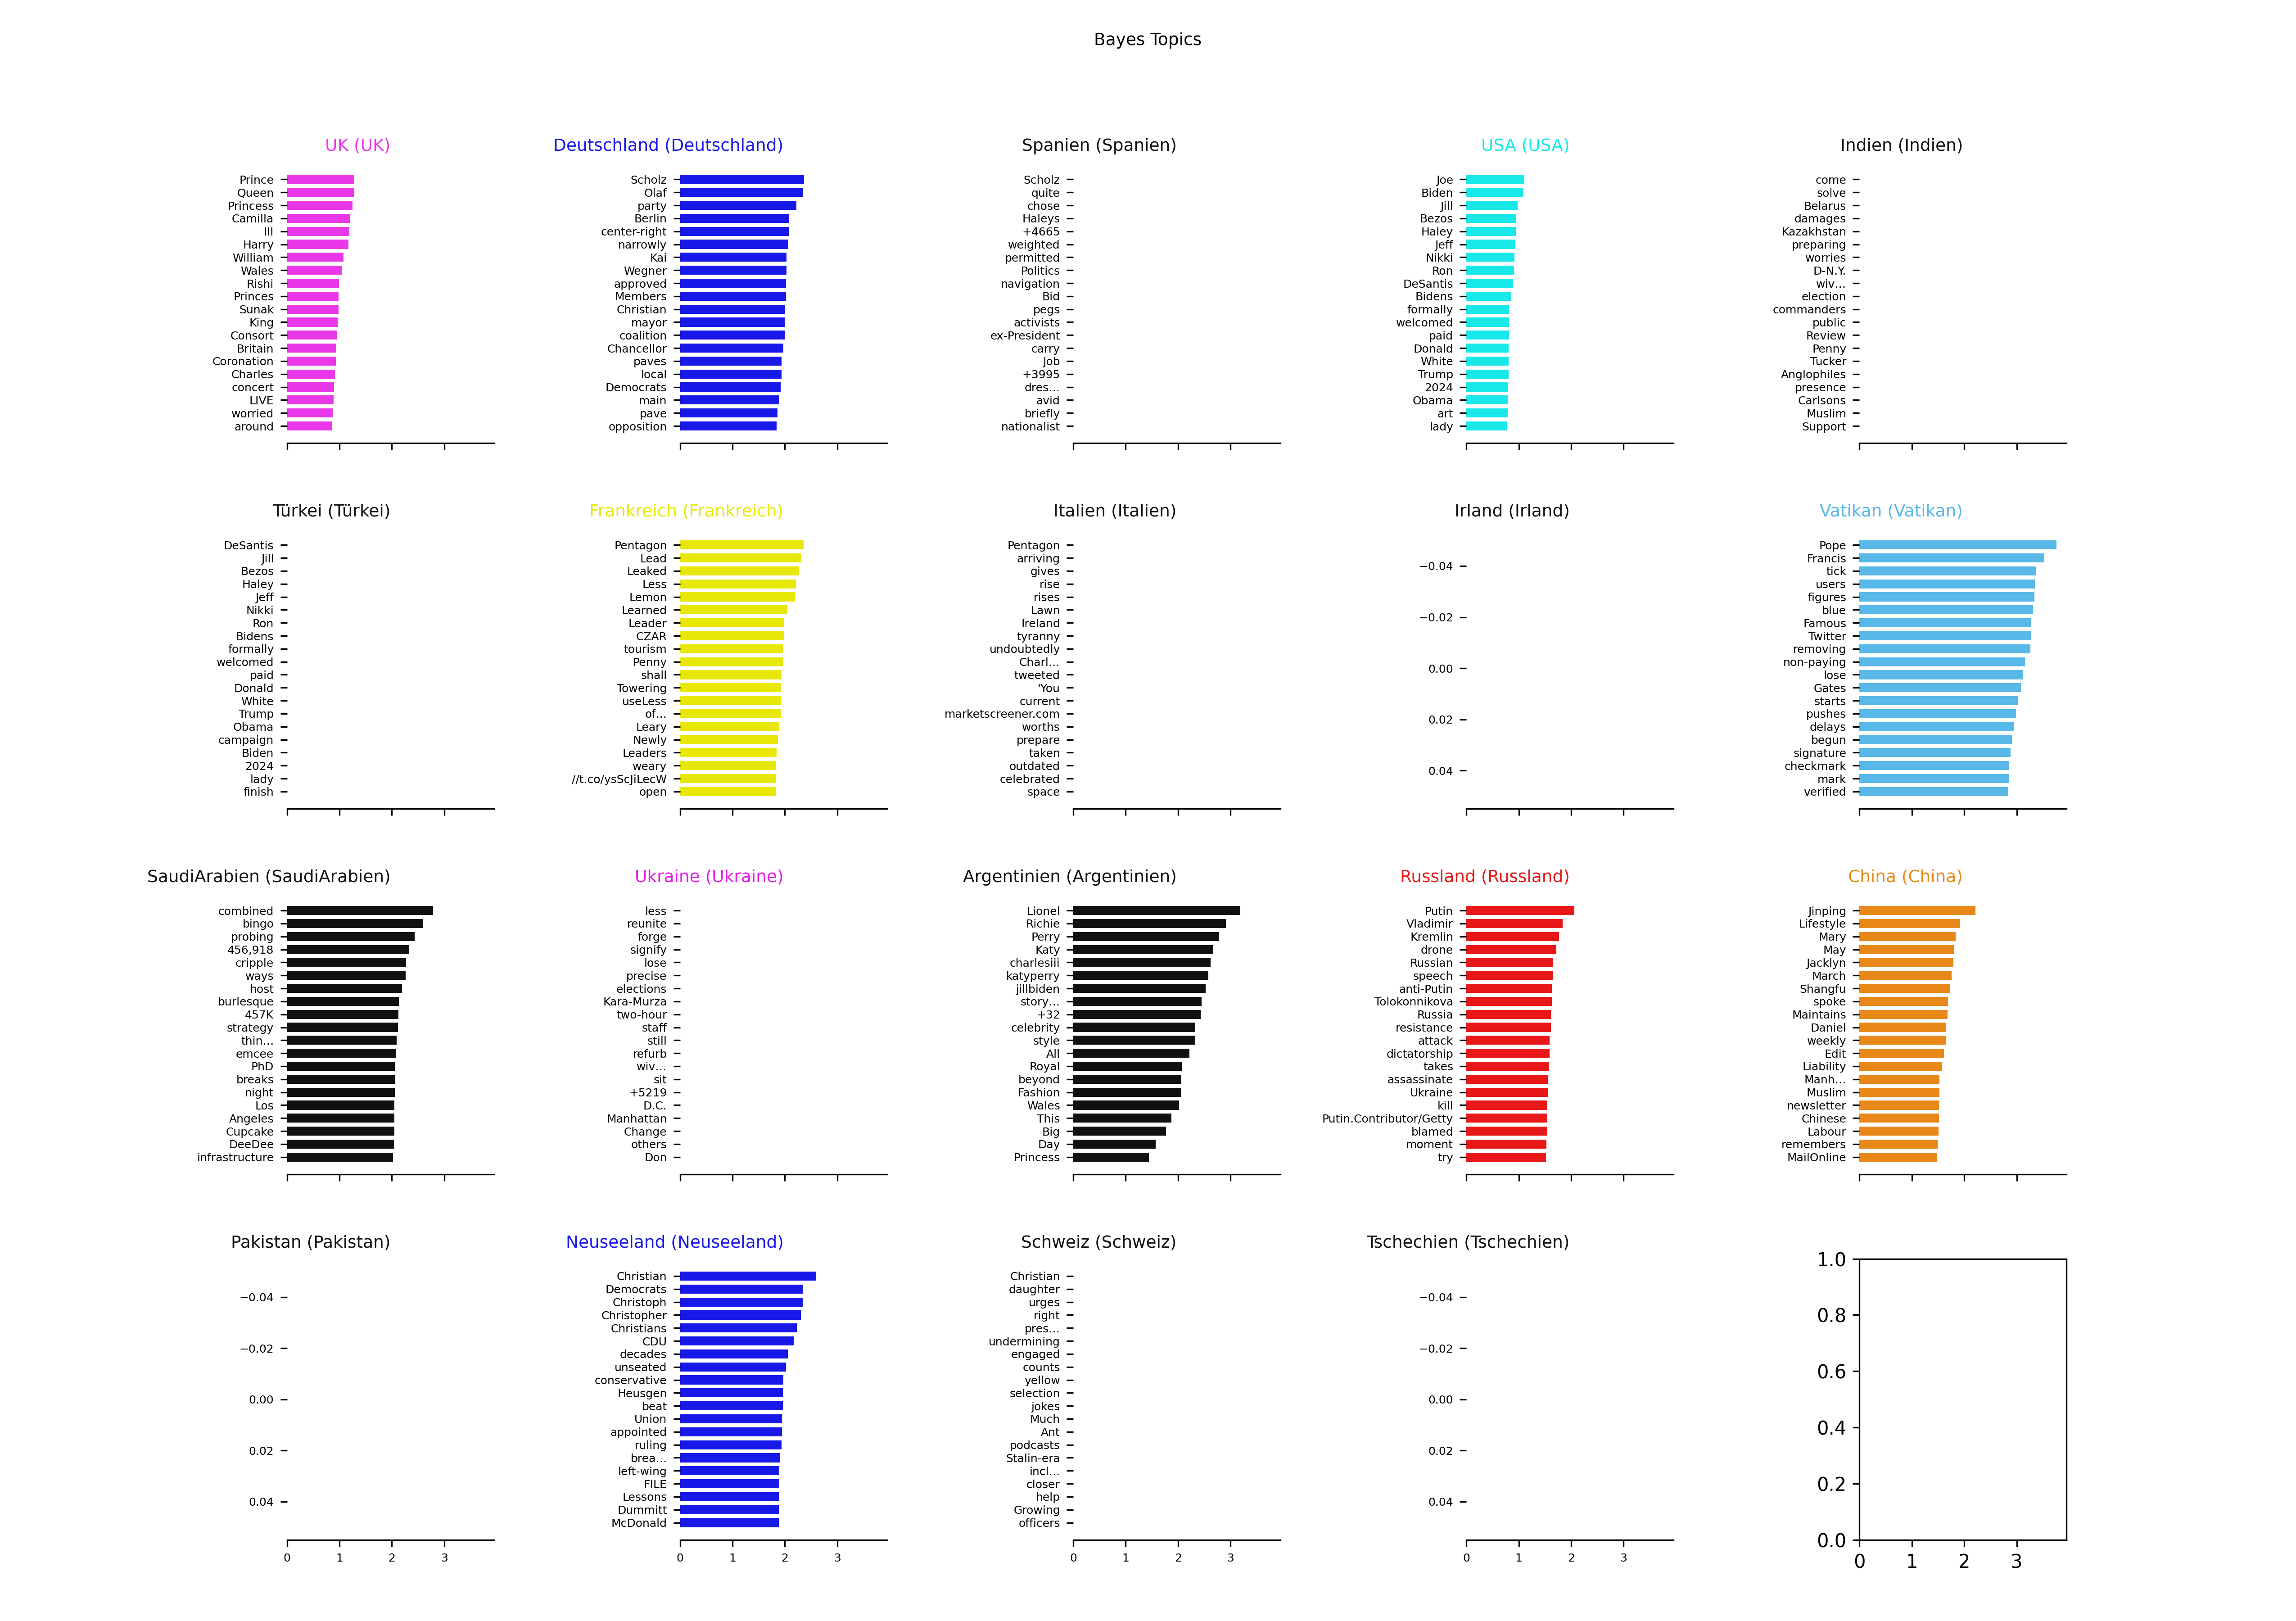 Bayes Topics
UK (UK)
Prince
Queen
Princess
Camilla
III
Harry
William
Wales
Rishi
Princes
Sunak
King
Consort
Britain
Coronation
Charles
concert
LIVE
worried
around
Deutschland (Deutschland)
Scholz
Olaf
party
Berlin
center-right
narrowly
Kai
Wegner
approved
Members
Christian
mayor
coalition
Chancellor
paves
local
Democrats
main
pave
opposition
Spanien (Spanien)
Scholz
quite
chose
Haleys
+4665
weighted
permitted
Politics
navigation
Bid
pegs
activists
ex-President
carry
Job
+3995
dres…
avid
briefly
nationalist
USA (USA)
Joe
Biden
Jill
Bezos
Haley
Jeff
Nikki
Ron
DeSantis
Bidens
formally
welcomed
paid
Donald
White
Trump
2024
Obama
art
lady
Indien (Indien)
come
solve
Belarus
damages
Kazakhstan
preparing
worries
D-N.Y.
wiv…
election
commanders
public
Review
Penny
Tucker
Anglophiles
presence
Carlsons
Muslim
Support
Türkei (Türkei)
DeSantis
Jill
Bezos
Haley
Jeff
Nikki
Ron
Bidens
formally
welcomed
paid
Donald
White
Trump
Obama
campaign
Biden
2024
lady
finish
Frankreich (Frankreich)
Pentagon
Lead
Leaked
Less
Lemon
Learned
Leader
CZAR
tourism
Penny
shall
Towering
useLess
of…
Leary
Newly
Leaders
weary
//t.co/ysScJiLecW
open
Italien (Italien)
Pentagon
arriving
gives
rise
rises
Lawn
Ireland
tyranny
undoubtedly
Charl…
tweeted
'You
current
marketscreener.com
worths
prepare
taken
outdated
celebrated
space
Irland (Irland)
−0.04
−0.02
0.00
0.02
0.04
Vatikan (Vatikan)
Pope
Francis
tick
users
figures
blue
Famous
Twitter
removing
non-paying
lose
Gates
starts
pushes
delays
begun
signature
checkmark
mark
verified
SaudiArabien (SaudiArabien)
combined
bingo
probing
456,918
cripple
ways
host
burlesque
457K
strategy
thin…
emcee
PhD
breaks
night
Los
Angeles
Cupcake
DeeDee
infrastructure
Ukraine (Ukraine)
less
reunite
forge
signify
lose
precise
elections
Kara-Murza
two-hour
staff
still
refurb
wiv…
sit
+5219
D.C.
Manhattan
Change
others
Don
Argentinien (Argentinien)
Lionel
Richie
Perry
Katy
charlesiii
katyperry
jillbiden
story…
+32
celebrity
style
All
Royal
beyond
Fashion
Wales
This
Big
Day
Princess
Russland (Russland)
Putin
Vladimir
Kremlin
drone
Russian
speech
anti-Putin
Tolokonnikova
Russia
resistance
attack
dictatorship
takes
assassinate
Ukraine
kill
Putin.Contributor/Getty
blamed
moment
try
China (China)
Jinping
Lifestyle
Mary
May
Jacklyn
March
Shangfu
spoke
Maintains
Daniel
weekly
Edit
Liability
Manh…
Muslim
newsletter
Chinese
Labour
remembers
MailOnline
Pakistan (Pakistan)
−0.04
−0.02
0.00
0.02
0.04
0 1 2 3
Neuseeland (Neuseeland)
Christian
Democrats
Christoph
Christopher
Christians
CDU
decades
unseated
conservative
Heusgen
beat
Union
appointed
ruling
brea…
left-wing
FILE
Lessons
Dummitt
McDonald
0 1 2 3
Schweiz (Schweiz)
Christian
daughter
urges
right
pres…
undermining
engaged
counts
yellow
selection
jokes
Much
Ant
podcasts
Stalin-era
incl…
closer
help
Growing
officers
0 1 2 3
Tschechien (Tschechien)
−0.04
−0.02
0.00
0.02
0.04
0 1 2 3
1.0
0.8
0.6
0.4
0.2
0.0
0 1 2 3